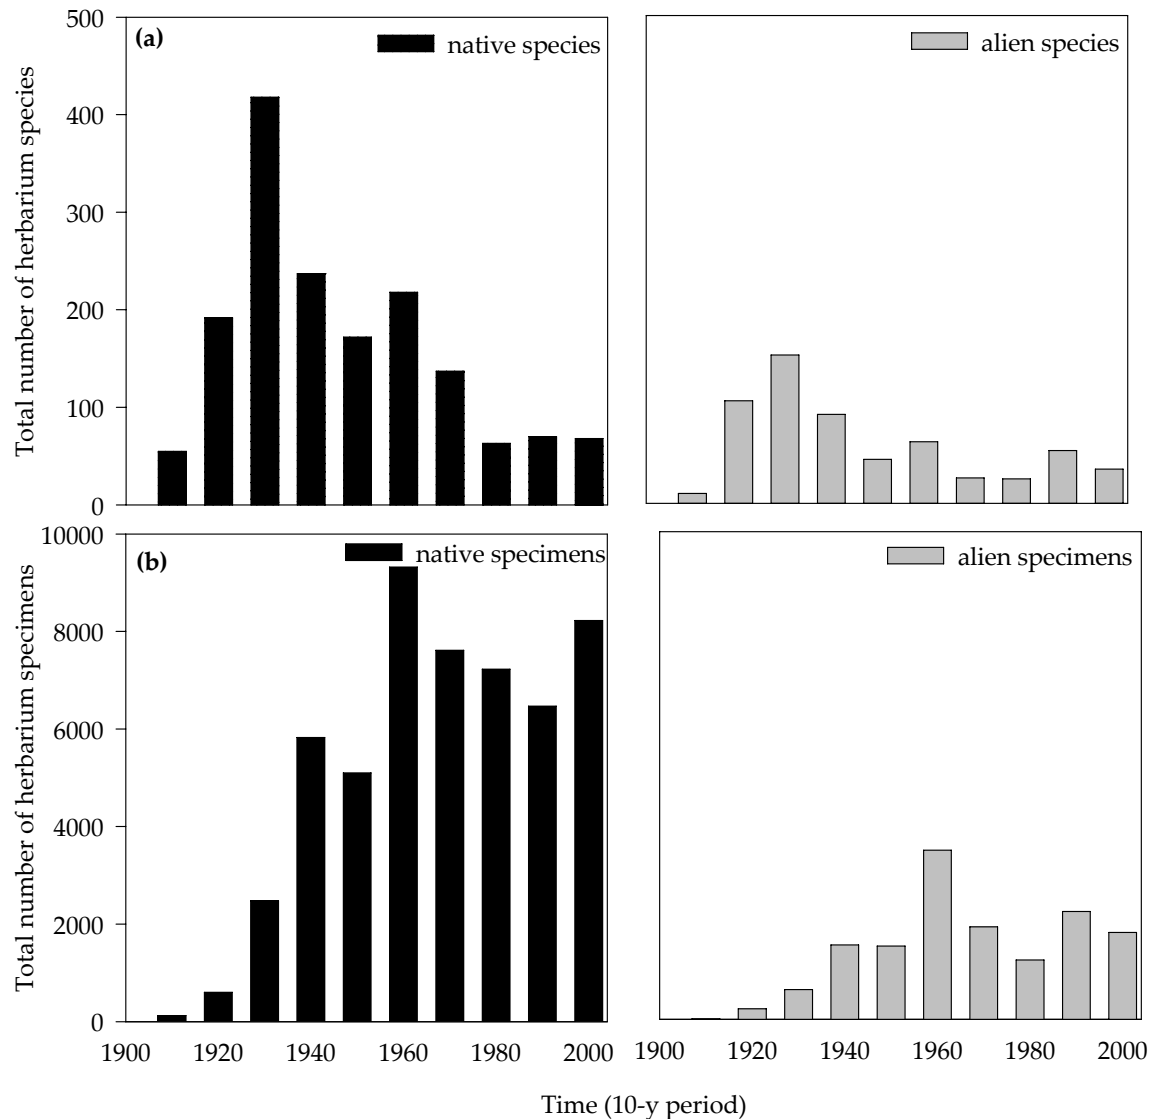 Total number of herbarium species
500
400
300
200
100
0
(a)
native species
alien species
Total number of herbarium specimens
10000
8000
6000
4000
2000
0
(b)
native specimens
alien specimens
1900 1920 1940 1960 1980 2000
1900 1920 1940 1960 1980 2000
Time (10-y period)